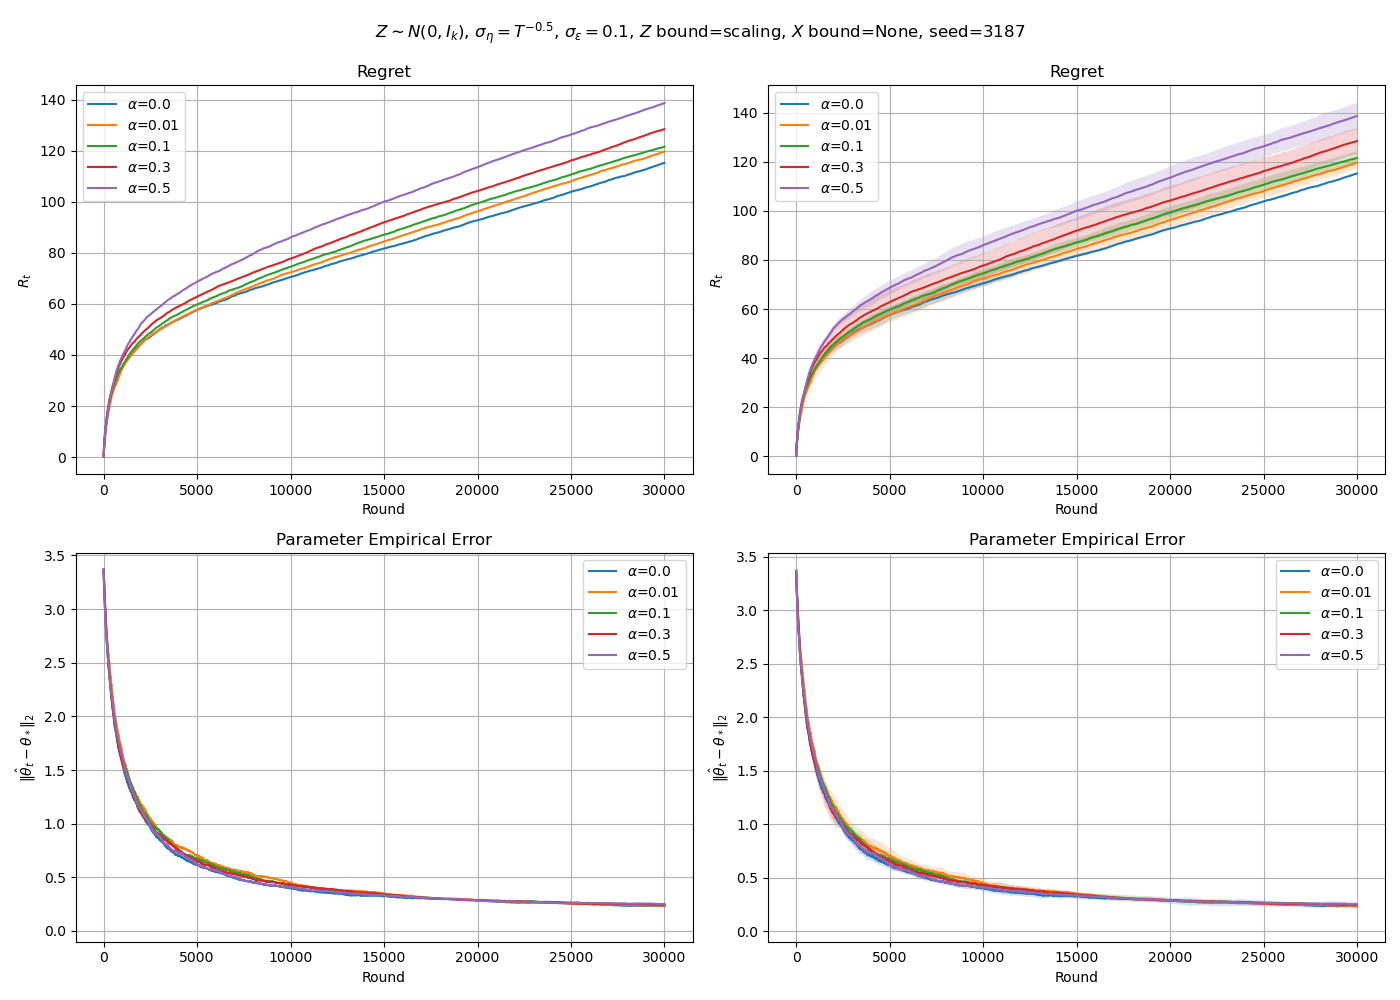 Z ∼ N(0, I_k), σ_η = T^{−0.5}, σ_ε = 0.1, Z bound=scaling, X bound=None, seed=3187
Regret
R_t
140
120
100
80
60
40
20
0
α=0.0
α=0.01
α=0.1
α=0.3
α=0.5
0 5000 10000 15000 20000 25000 30000
Round
Regret
R_t
140
120
100
80
60
40
20
0
α=0.0
α=0.01
α=0.1
α=0.3
α=0.5
0 5000 10000 15000 20000 25000 30000
Round
Parameter Empirical Error
‖θ̂_t − θ_*‖_2
3.5
3.0
2.5
2.0
1.5
1.0
0.5
0.0
α=0.0
α=0.01
α=0.1
α=0.3
α=0.5
0 5000 10000 15000 20000 25000 30000
Round
Parameter Empirical Error
‖θ̂_t − θ_*‖_2
3.5
3.0
2.5
2.0
1.5
1.0
0.5
0.0
α=0.0
α=0.01
α=0.1
α=0.3
α=0.5
0 5000 10000 15000 20000 25000 30000
Round